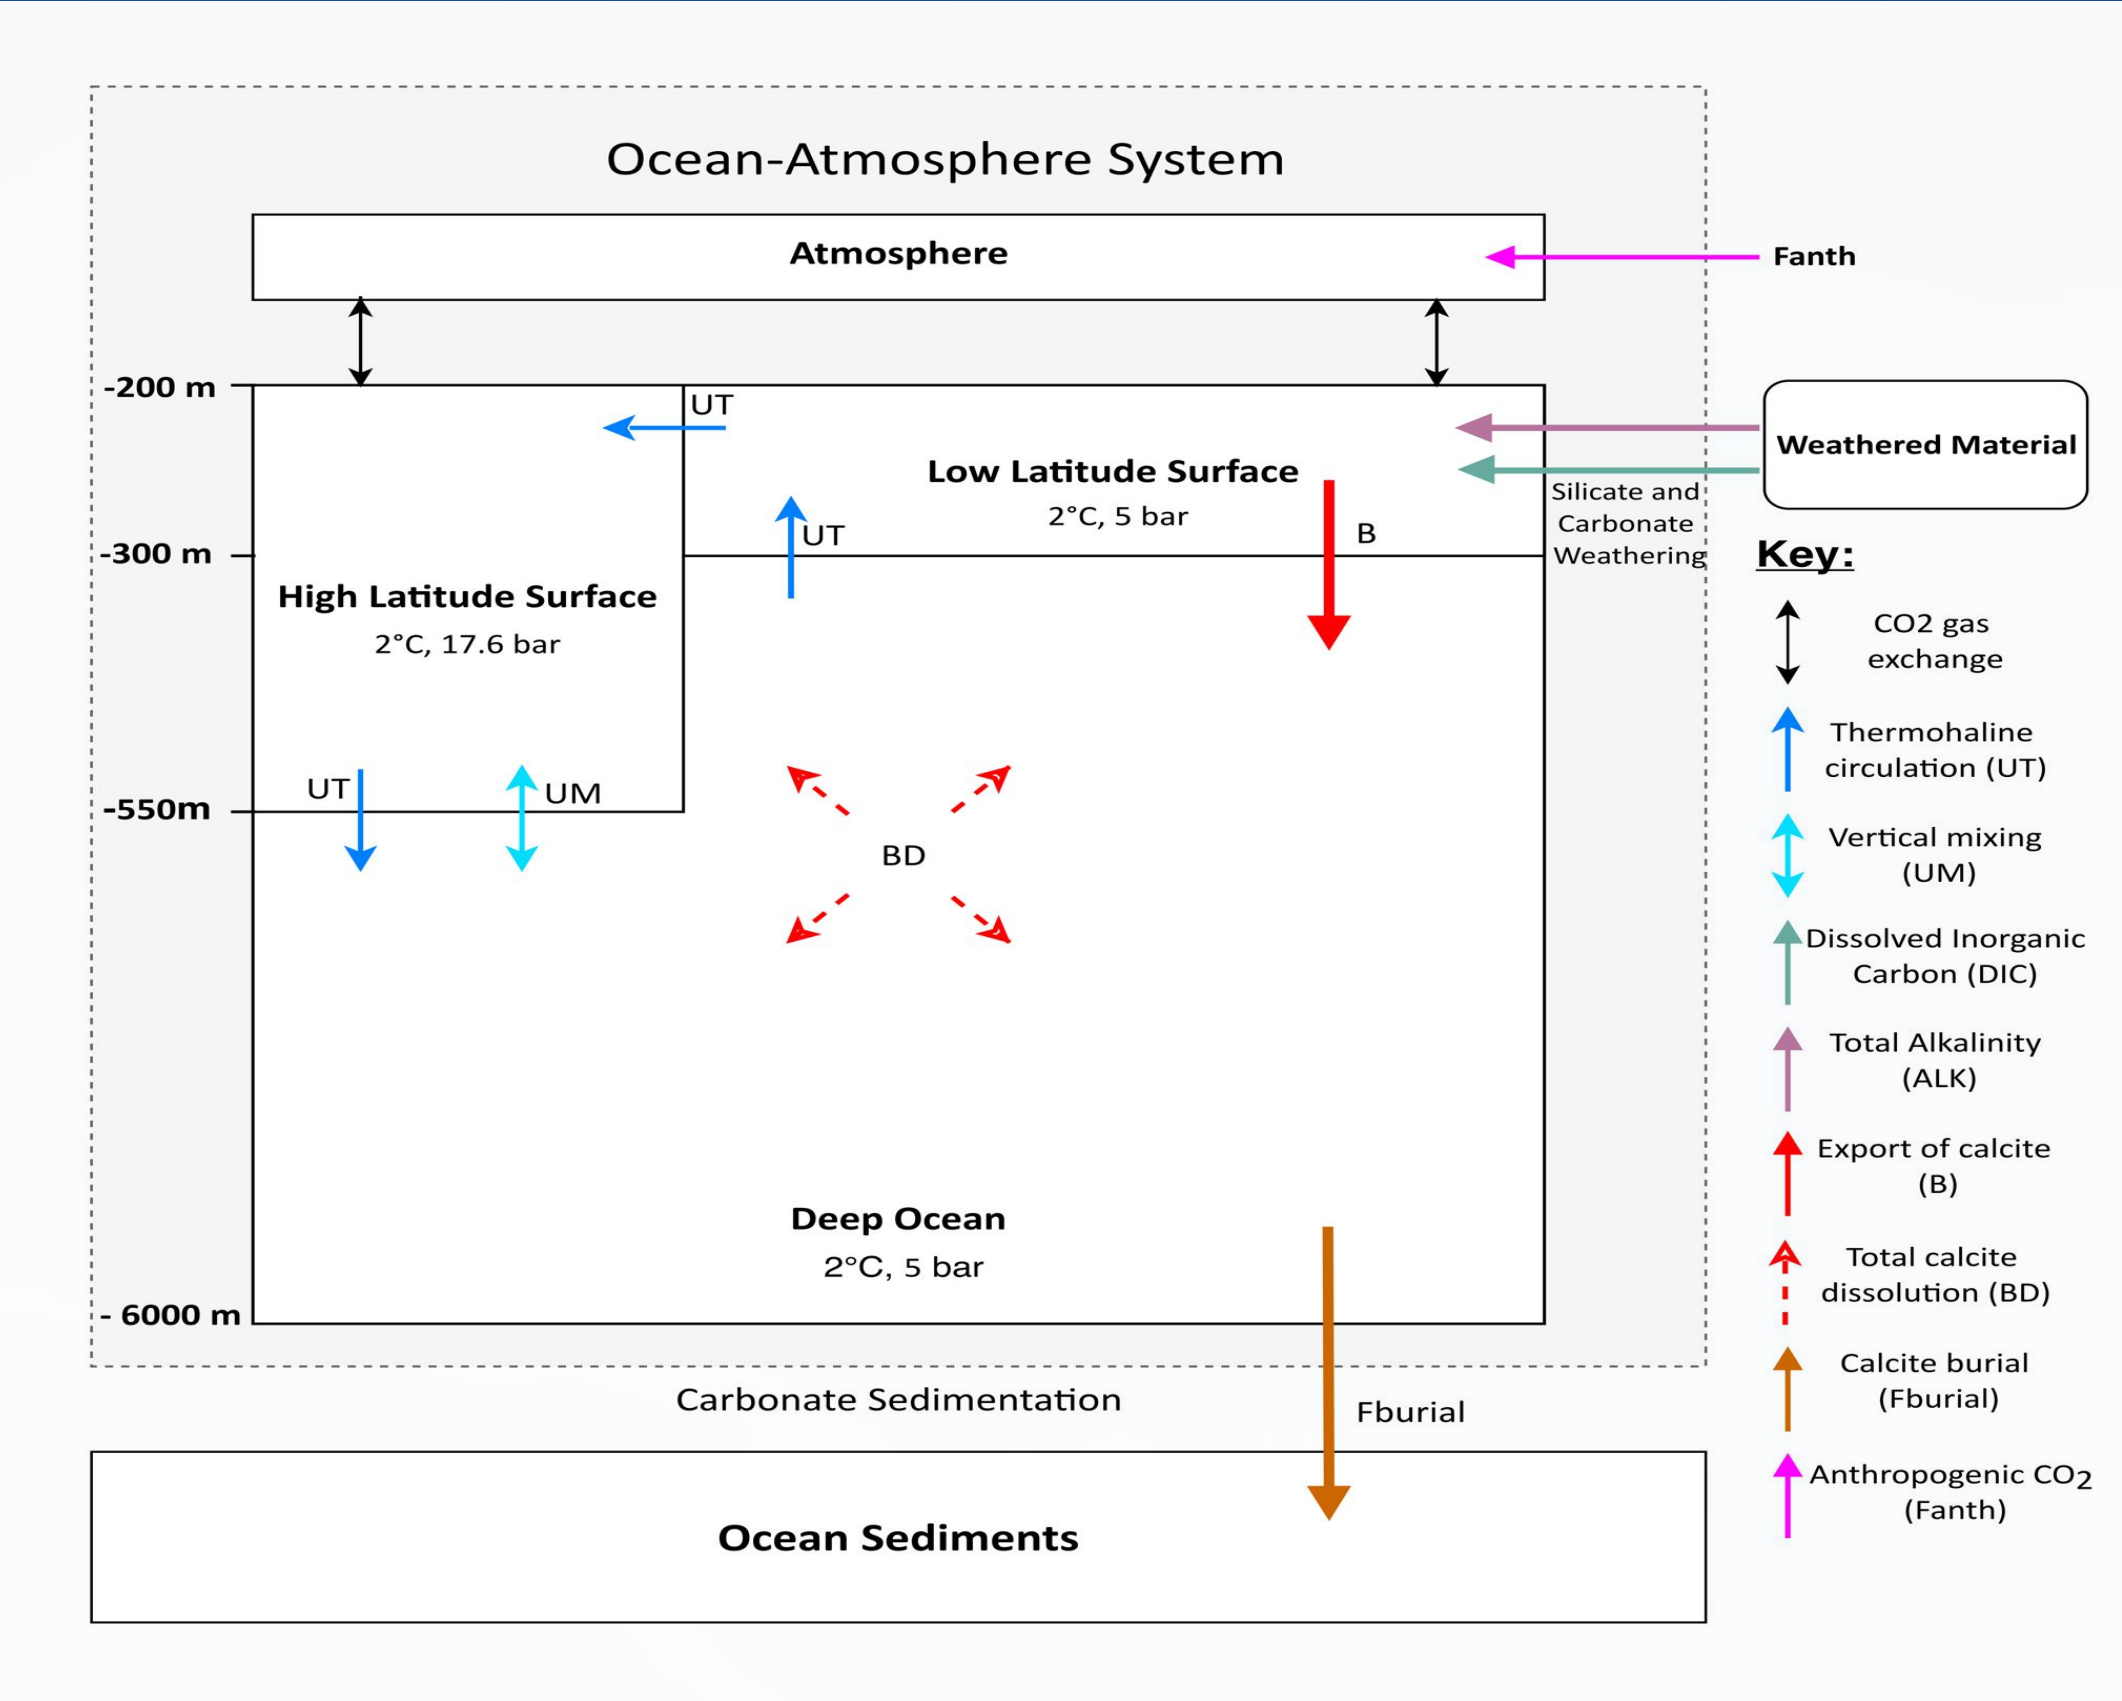 Ocean-Atmosphere System
Atmosphere
Fanth
-200 m
UT
Low Latitude Surface
2°C, 5 bar
UT
B
Weathered Material
Silicate and
Carbonate
Weathering
-300 m
High Latitude Surface
2°C, 17.6 bar
UT
UM
-550m
BD
Deep Ocean
2°C, 5 bar
- 6000 m
Carbonate Sedimentation
Fburial
Ocean Sediments
Key:
CO2 gas
exchange
Thermohaline
circulation (UT)
Vertical mixing
(UM)
Dissolved Inorganic
Carbon (DIC)
Total Alkalinity
(ALK)
Export of calcite
(B)
Total calcite
dissolution (BD)
Calcite burial
(Fburial)
Anthropogenic CO2
(Fanth)